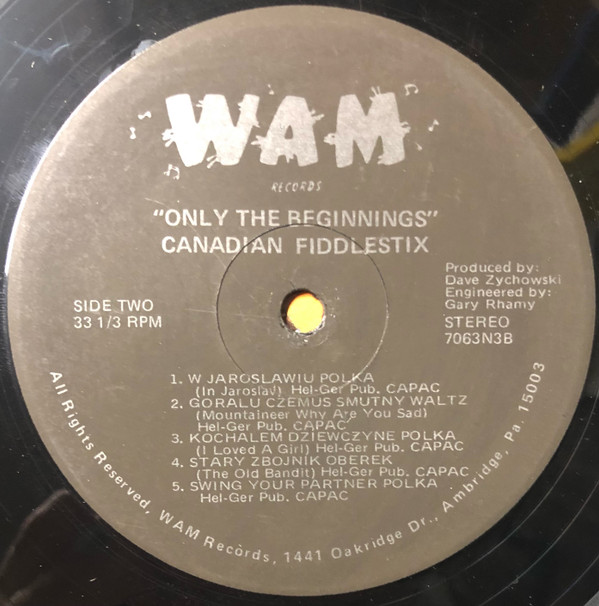 WAM
RECORDS
"ONLY THE BEGINNINGS"
CANADIAN FIDDLESTIX
Produced by:
Dave Zychowski
Engineered by:
Gary Rhamy
SIDE TWO
33 1/3 RPM
STEREO
7063N3B
1. W JAROSLAWIU POLKA
(In Jaroslav) Hel-Ger Pub. CAPAC
2. GORALU CZEMUS SMUTNY WALTZ
(Mountaineer Why Are You Sad)
Hel-Ger Pub. CAPAC
3. KOCHALEM DZIEWCZYNE POLKA
(I Loved A Girl) Hel-Ger Pub. CAPAC
4. STARY ZBOJNIK OBEREK
(The Old Bandit) Hel-Ger Pub. CAPAC
5. SWING YOUR PARTNER POLKA
Hel-Ger Pub. CAPAC
All Rights Reserved, WAM Records, 1441 Oakridge Dr., Ambridge, Pa. 15003